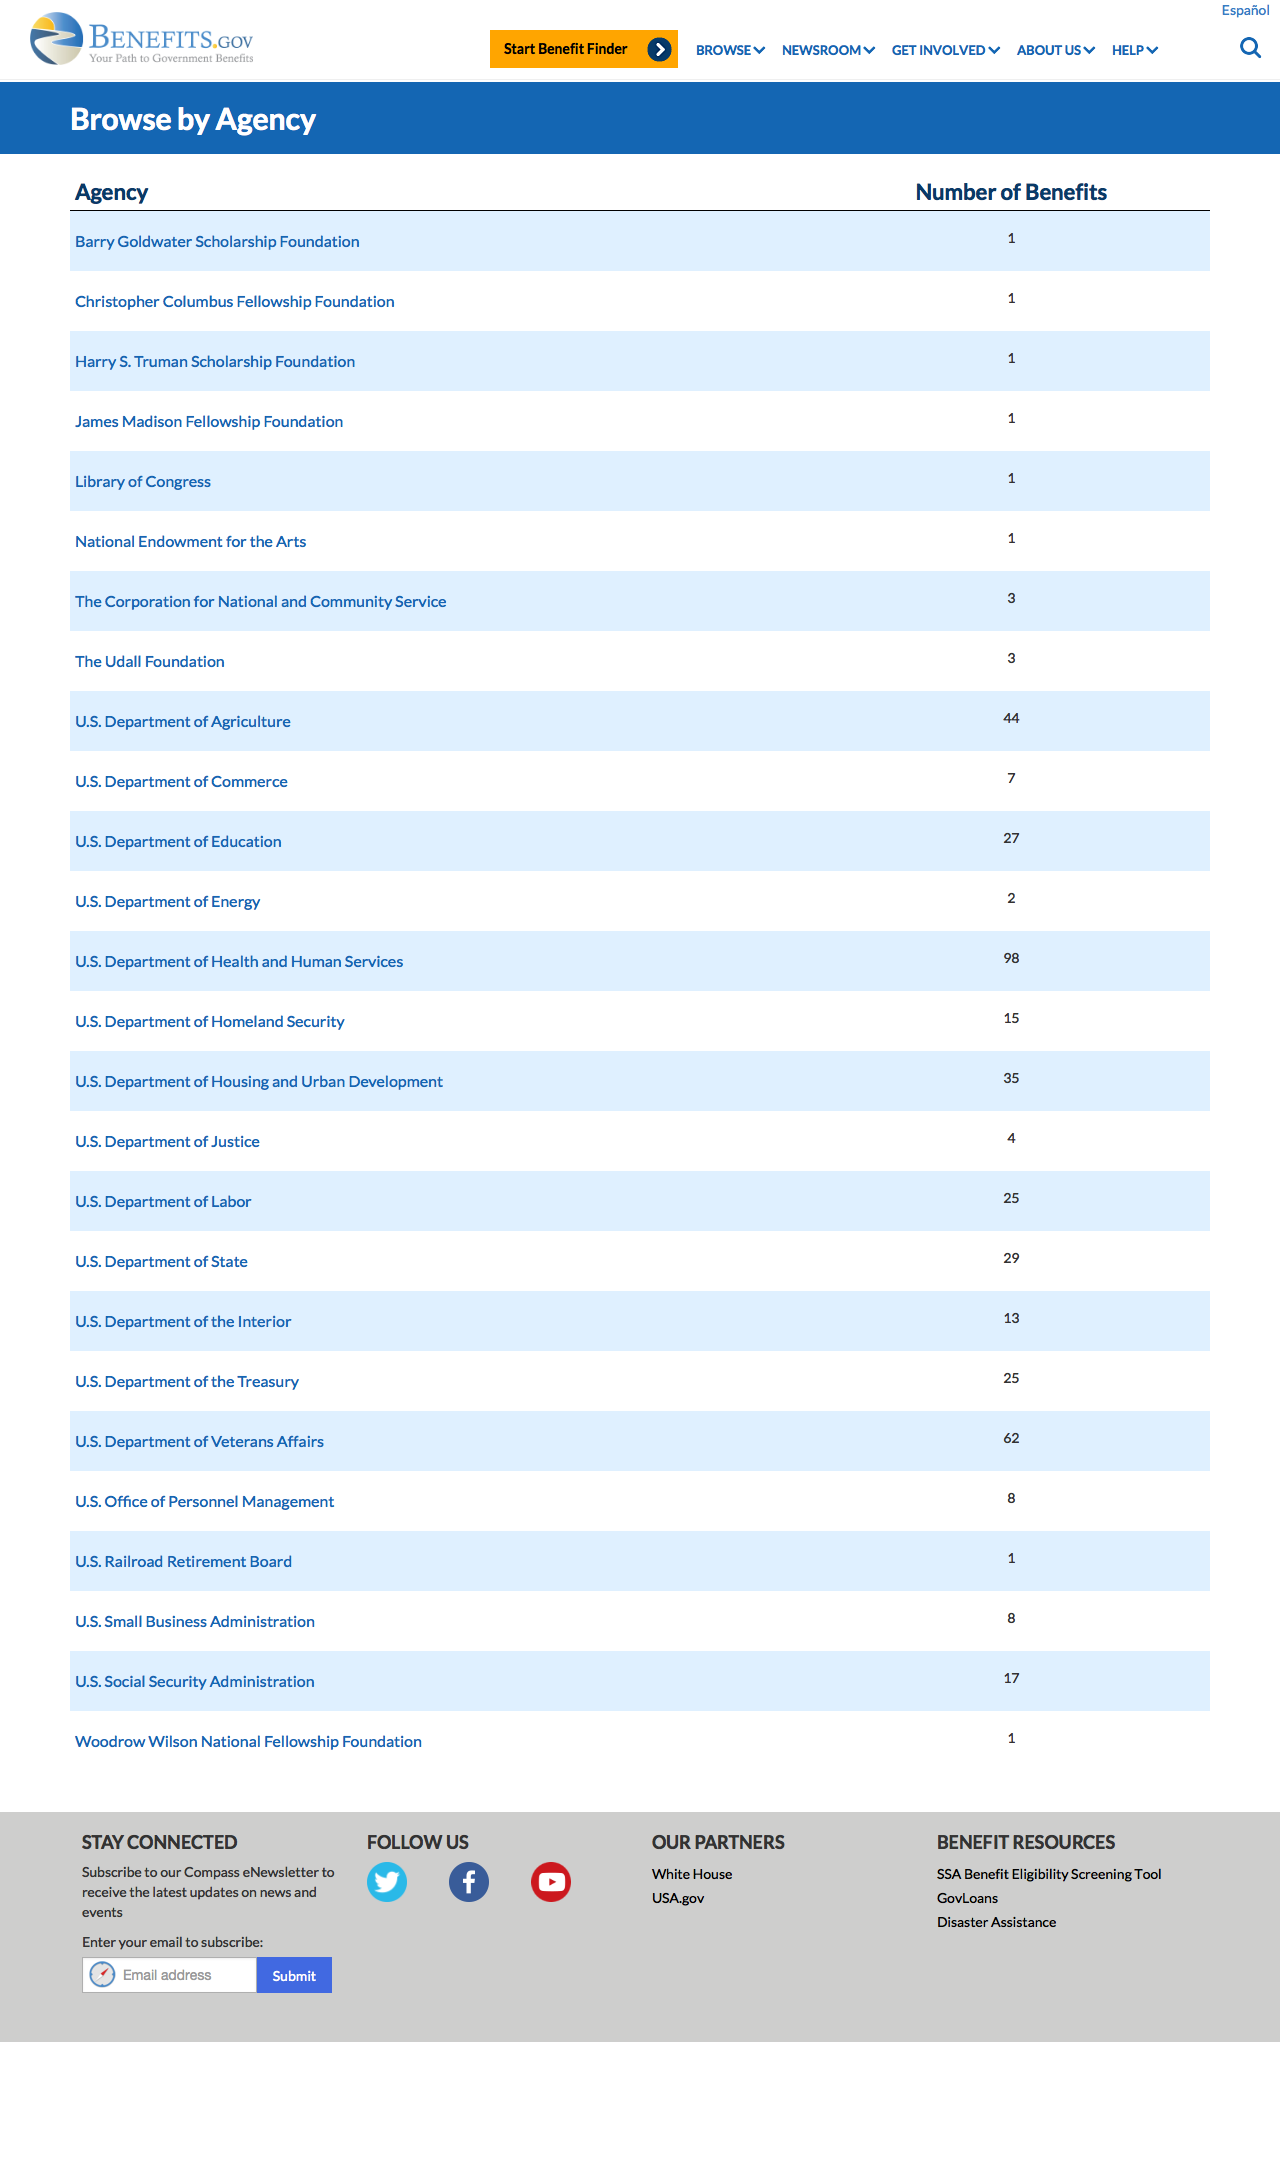 Español
BENEFITS.GOV
Your Path to Government Benefits
Start Benefit Finder
BROWSE NEWSROOM GET INVOLVED ABOUT US HELP
Browse by Agency
Agency Number of Benefits
Barry Goldwater Scholarship Foundation 1
Christopher Columbus Fellowship Foundation 1
Harry S. Truman Scholarship Foundation 1
James Madison Fellowship Foundation 1
Library of Congress 1
National Endowment for the Arts 1
The Corporation for National and Community Service 3
The Udall Foundation 3
U.S. Department of Agriculture 44
U.S. Department of Commerce 7
U.S. Department of Education 27
U.S. Department of Energy 2
U.S. Department of Health and Human Services 98
U.S. Department of Homeland Security 15
U.S. Department of Housing and Urban Development 35
U.S. Department of Justice 4
U.S. Department of Labor 25
U.S. Department of State 29
U.S. Department of the Interior 13
U.S. Department of the Treasury 25
U.S. Department of Veterans Affairs 62
U.S. Office of Personnel Management 8
U.S. Railroad Retirement Board 1
U.S. Small Business Administration 8
U.S. Social Security Administration 17
Woodrow Wilson National Fellowship Foundation 1
STAY CONNECTED
Subscribe to our Compass eNewsletter to
receive the latest updates on news and
events
Enter your email to subscribe:
Email address
Submit
FOLLOW US
OUR PARTNERS
White House
USA.gov
BENEFIT RESOURCES
SSA Benefit Eligibility Screening Tool
GovLoans
Disaster Assistance